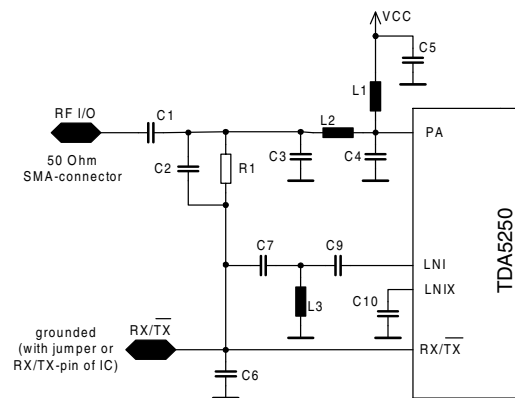 VCC
C5
L1
RF I/O
C1
L2
PA
50 Ohm
SMA-connector
C2
R1
C3
C4
C7
C9
LNI
LNIX
TDA5250
L3
C10
grounded
(with jumper or
RX/TX-pin of IC)
RX/TX
RX/TX
C6